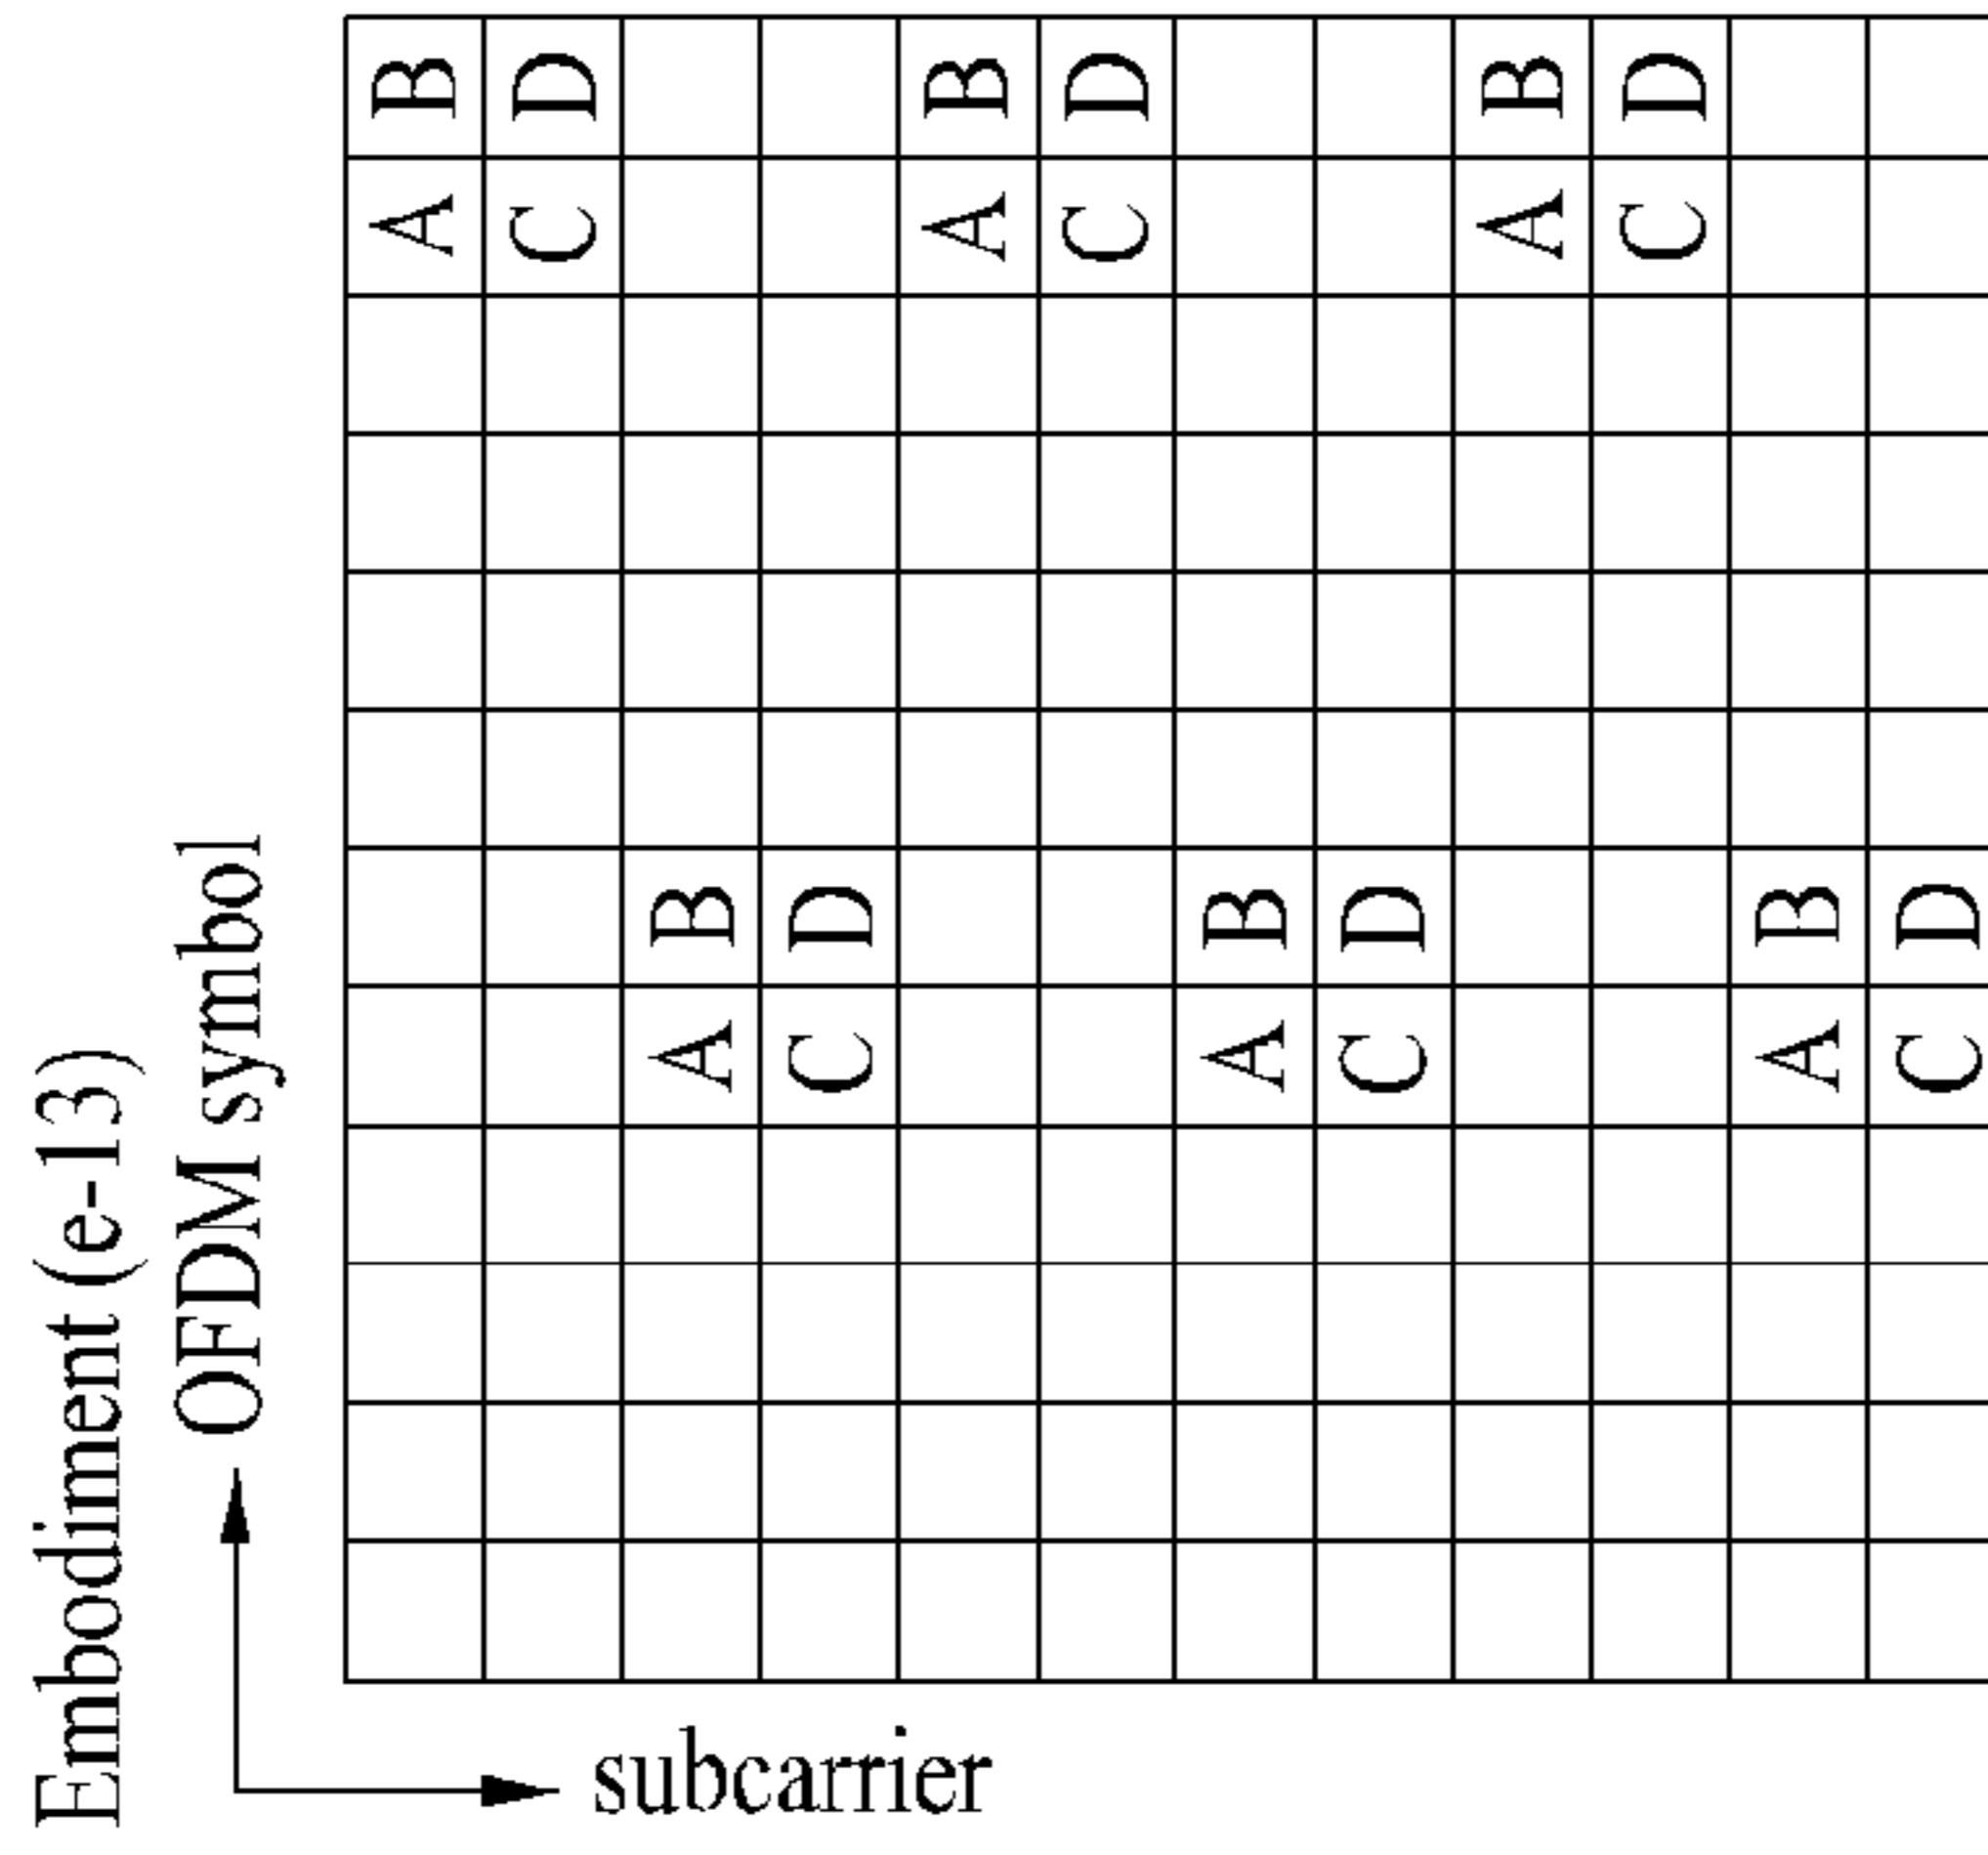 Embodiment (e-13)
OFDM symbol
subcarrier
B D B D B D
A C A C A C
B D B D B D
A C A C A C